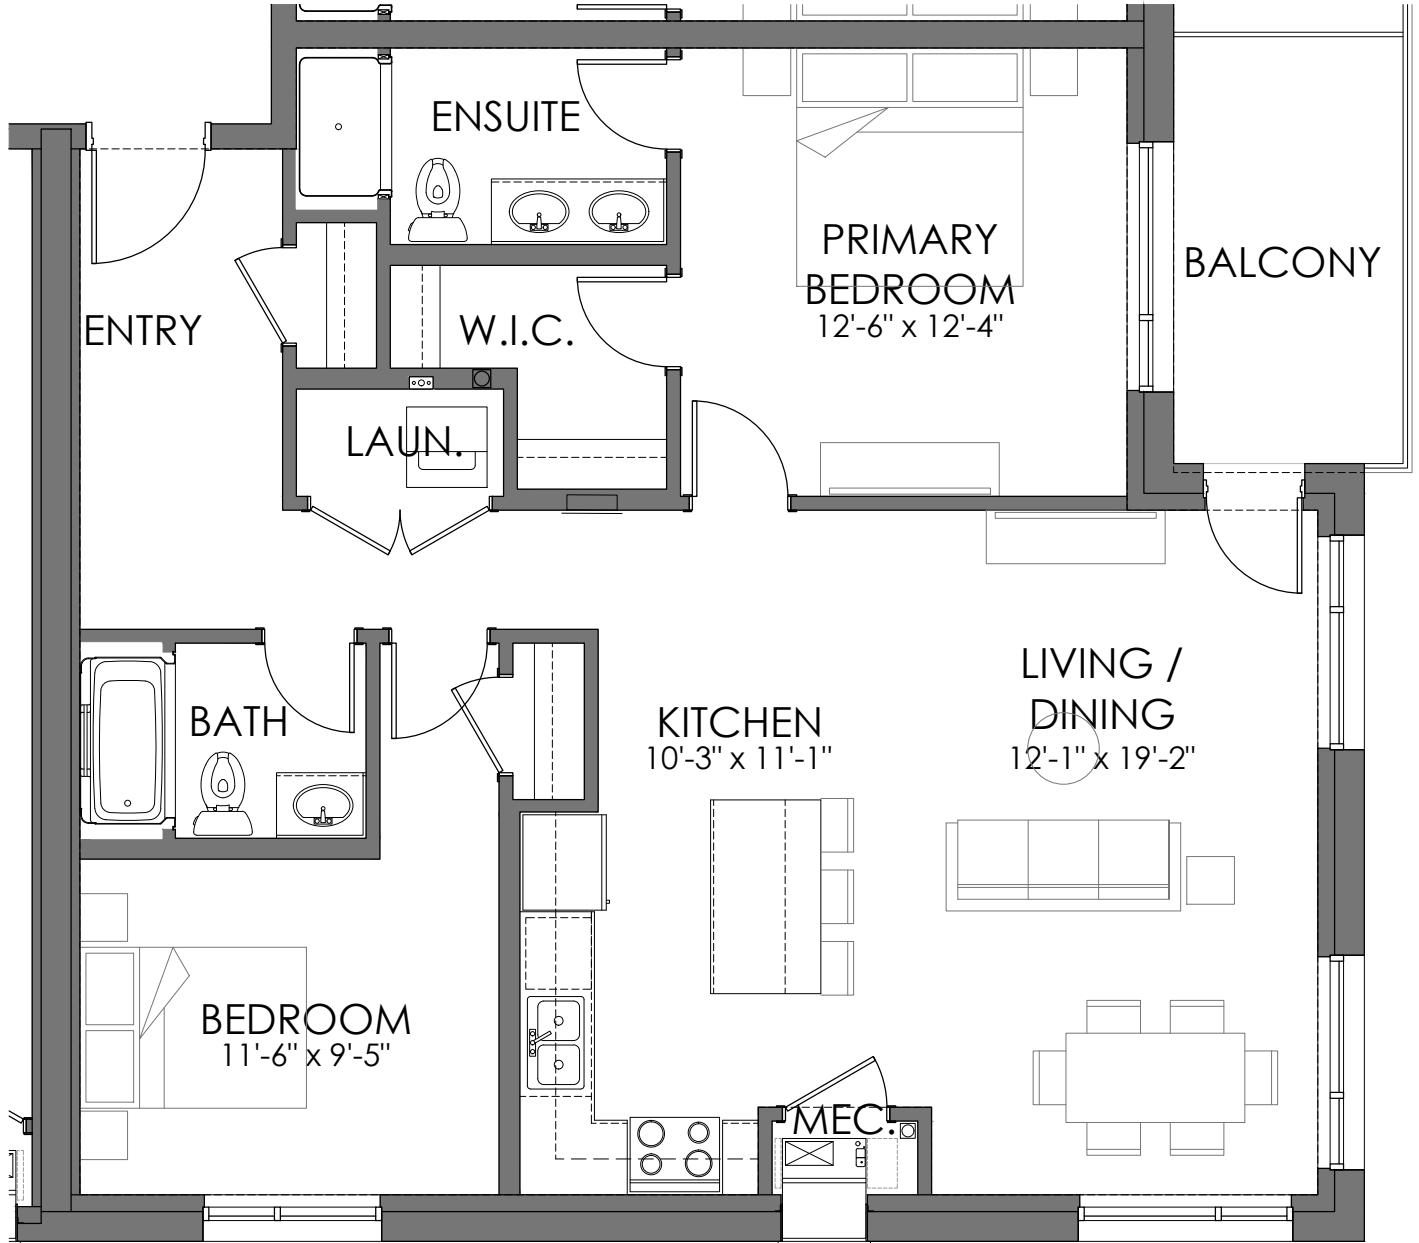 ENSUITE
PRIMARY
BEDROOM
12'-6" x 12'-4"
BALCONY
ENTRY
W.I.C.
LAUN.
LIVING /
DINING
12'-1" x 19'-2"
KITCHEN
10'-3" x 11'-1"
BATH
BEDROOM
11'-6" x 9'-5"
MEC.